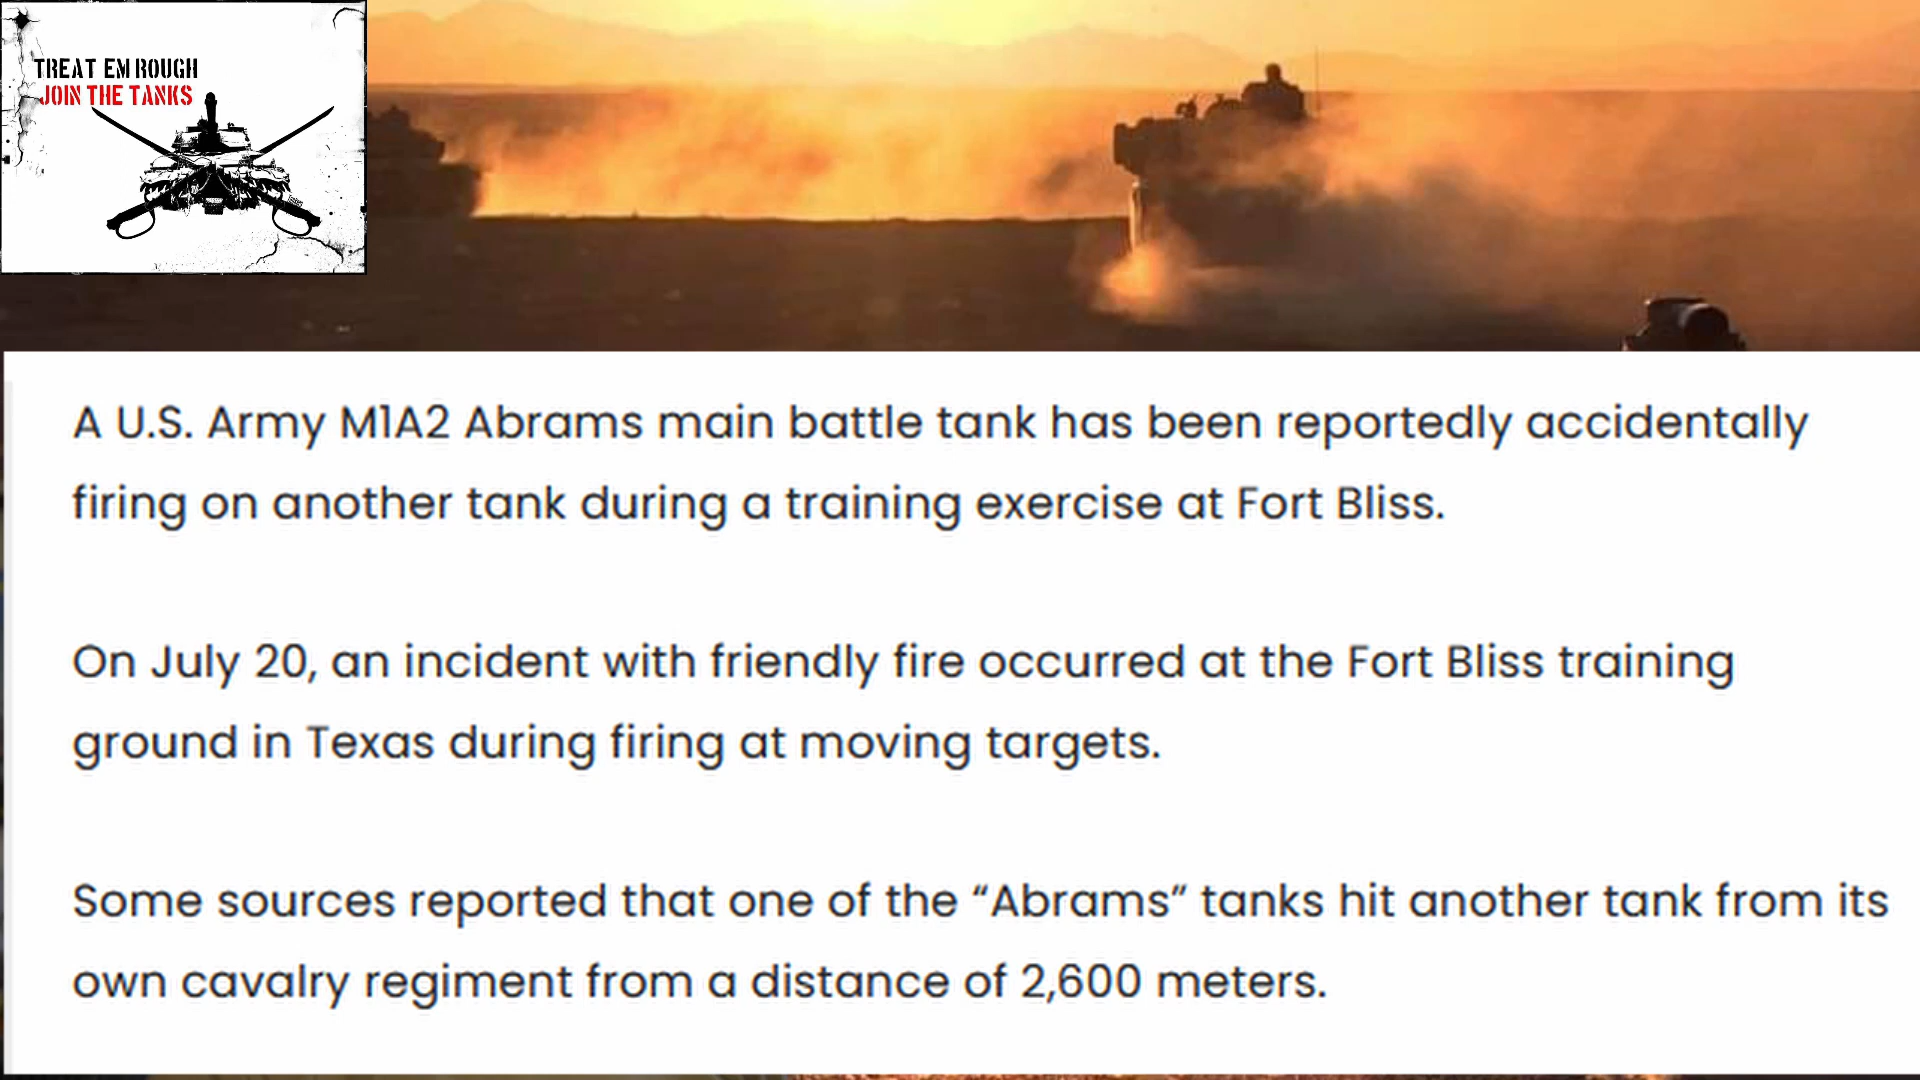 TREAT EM ROUGH
JOIN THE TANKS
A U.S. Army M1A2 Abrams main battle tank has been reportedly accidentally
firing on another tank during a training exercise at Fort Bliss.
On July 20, an incident with friendly fire occurred at the Fort Bliss training
ground in Texas during firing at moving targets.
Some sources reported that one of the “Abrams” tanks hit another tank from its
own cavalry regiment from a distance of 2,600 meters.